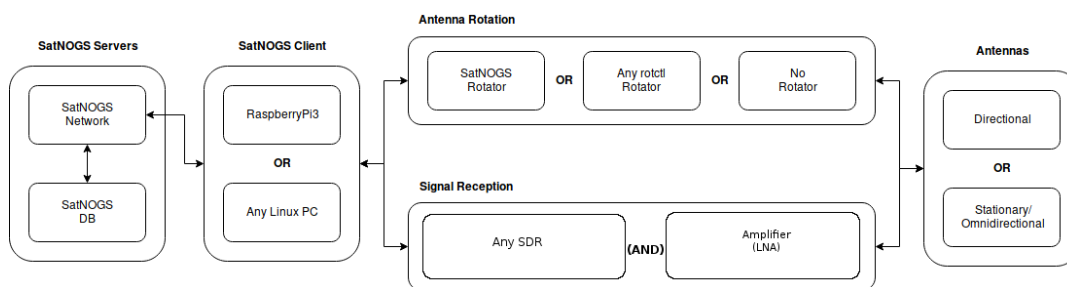 SatNOGS Servers
SatNOGS
Network
SatNOGS
DB
SatNOGS Client
RaspberryPi3
OR
Any Linux PC
Antenna Rotation
SatNOGS
Rotator
OR
Any rotctl
Rotator
OR
No
Rotator
Signal Reception
Any SDR
(AND)
Amplifier
(LNA)
Antennas
Directional
OR
Stationary/
Omnidirectional